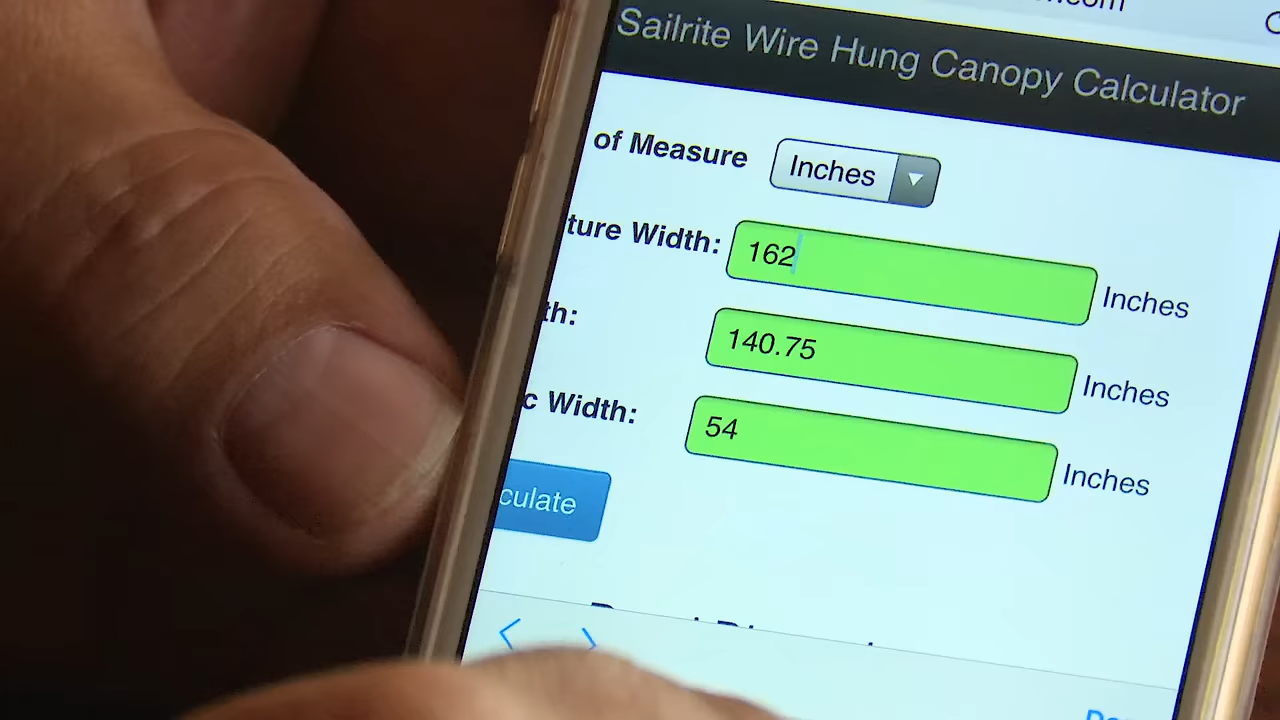 .com
Sailrite Wire Hung Canopy Calculator
of Measure Inches
ture Width: 162 Inches
th: 140.75 Inches
c Width: 54 Inches
culate